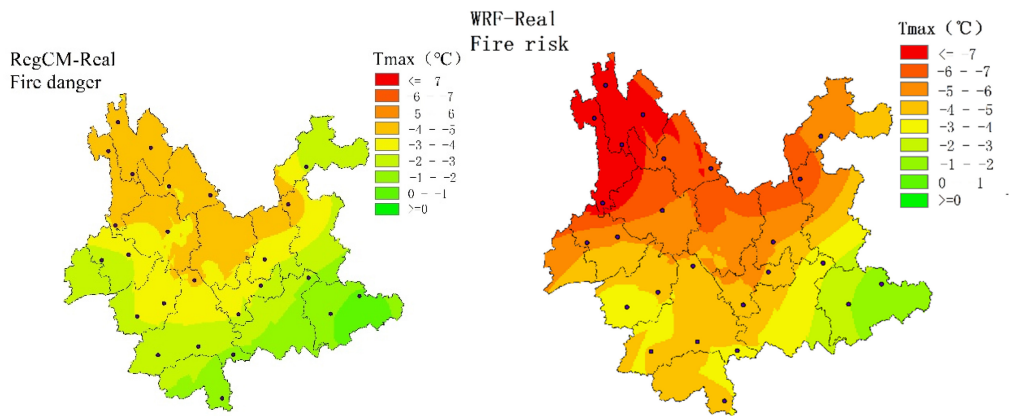 RegCM-Real
Fire danger
Tmax (℃)
<= 7
6 - -7
5 6
-4 - -5
-3 - -4
-2 - -3
-1 - -2
0 - -1
>=0
WRF-Real
Fire risk
Tmax (℃)
<= -7
-6 - -7
-5 - -6
-4 - -5
-3 - -4
-2 - -3
-1 - -2
0 1
>=0